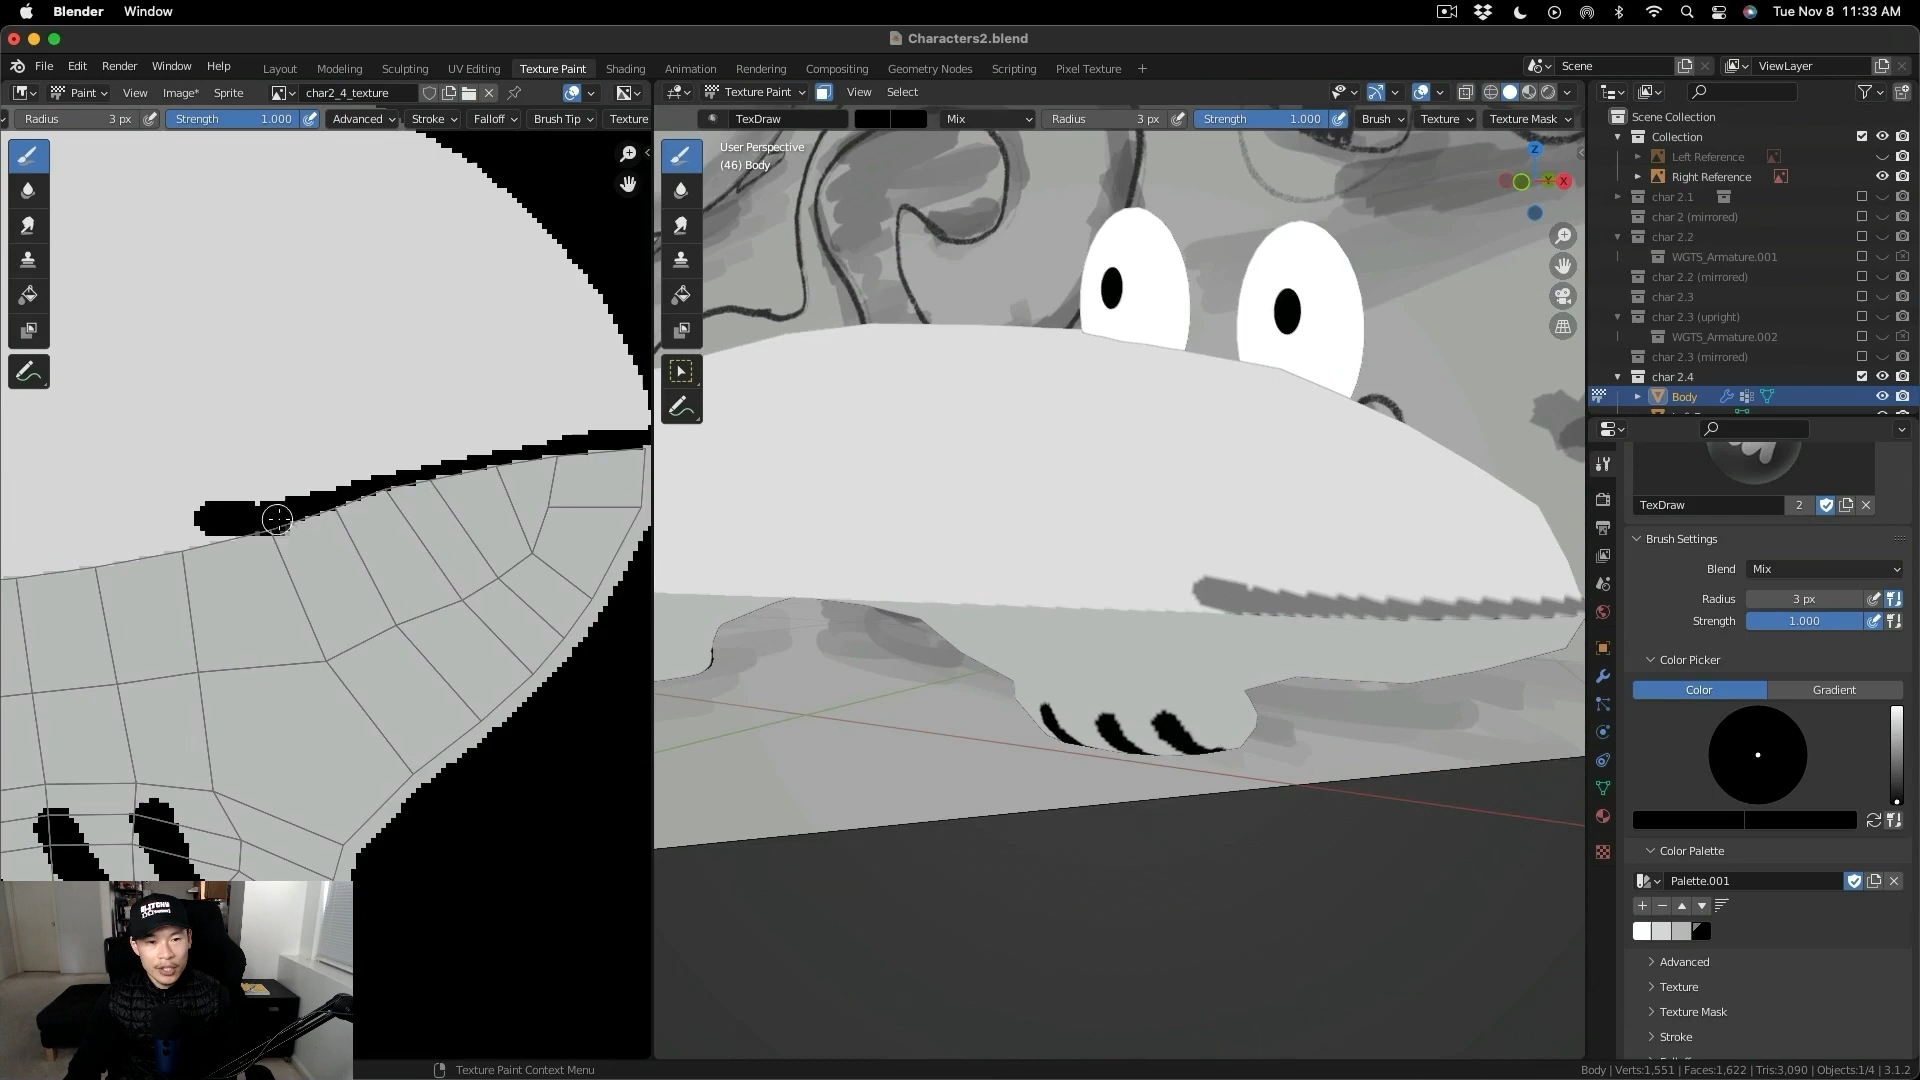 Blender Window Tue Nov 8 11:33 AM
Characters2.blend
File Edit Render Window Help Layout Modeling Sculpting UV Editing Texture Paint Shading Animation Rendering Compositing Geometry Nodes Scripting Pixel Texture + Scene ViewLayer
Paint View Image* Sprite char2_4_texture Texture Paint View Select
Radius 3 px Strength 1.000 Advanced Stroke Falloff Brush Tip Texture TexDraw Mix Radius 3 px Strength 1.000 Brush Texture Texture Mask
User Perspective
(46) Body
Z
Y
X
Scene Collection
Collection
Left Reference
Right Reference
char 2.1
char 2 (mirrored)
char 2.2
WGTS_Armature.001
char 2.2 (mirrored)
char 2.3
char 2.3 (upright)
WGTS_Armature.002
char 2.3 (mirrored)
char 2.4
Body
TexDraw 2
Brush Settings
Blend Mix
Radius 3 px
Strength 1.000
Color Picker
Color Gradient
Color Palette
Palette.001
Advanced
Texture
Texture Mask
Stroke
Texture Paint Context Menu
Body | Verts:1,551 | Faces:1,622 | Tris:3,090 | Objects:1/4 | 3.1.2